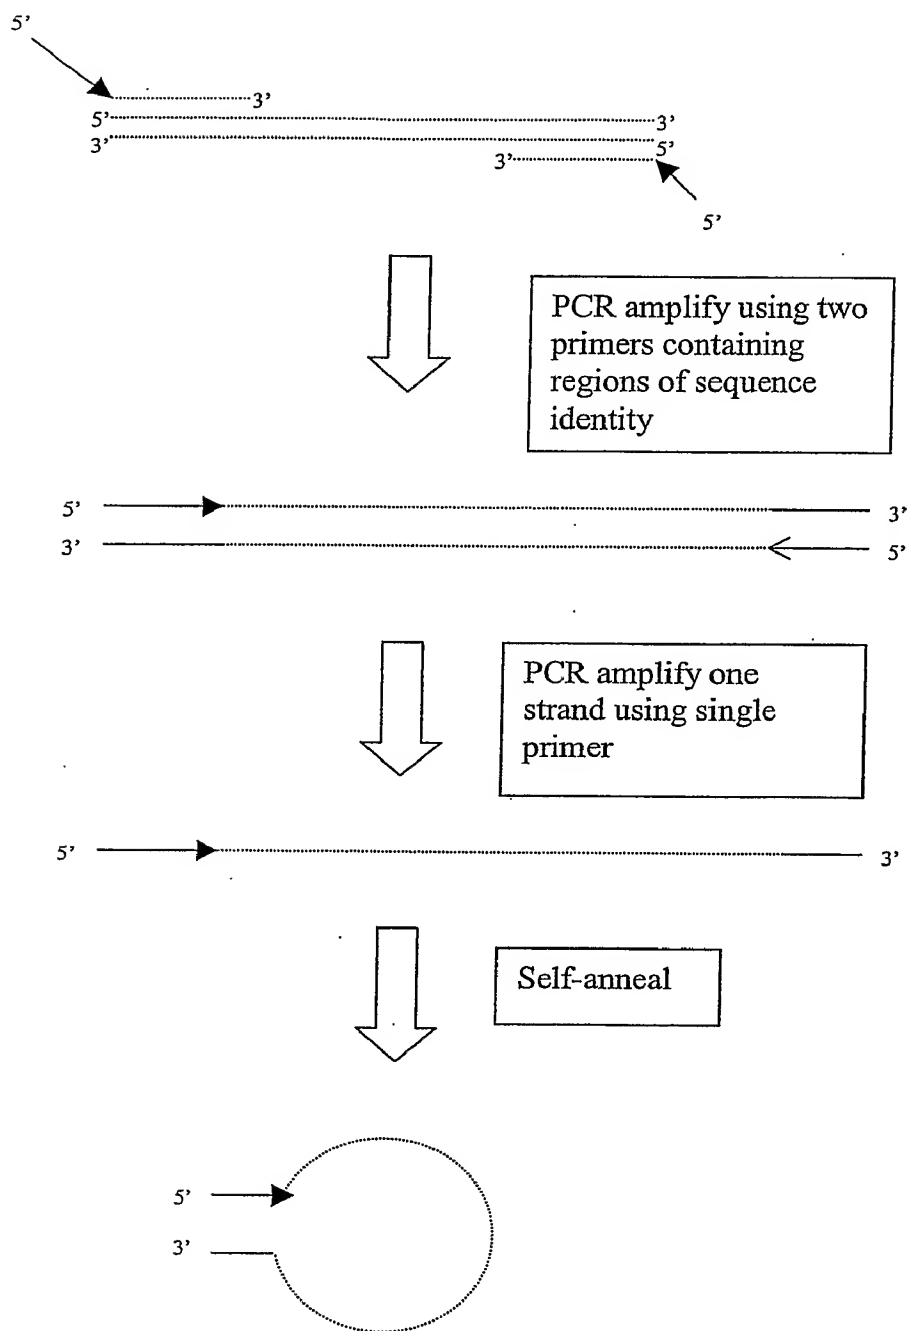 5'
3'
5' 3'
3' 5'
3'
5'
PCR amplify using two
primers containing
regions of sequence
identity
5' 3'
3' 5'
PCR amplify one
strand using single
primer
5' 3'
Self-anneal
5'
3'